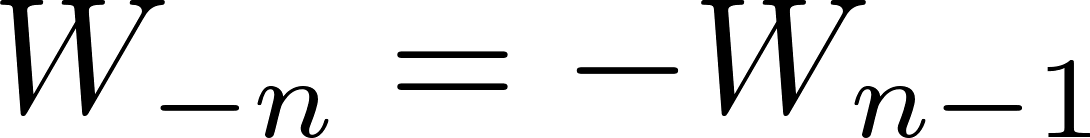 W_{-n} = -W_{n-1}